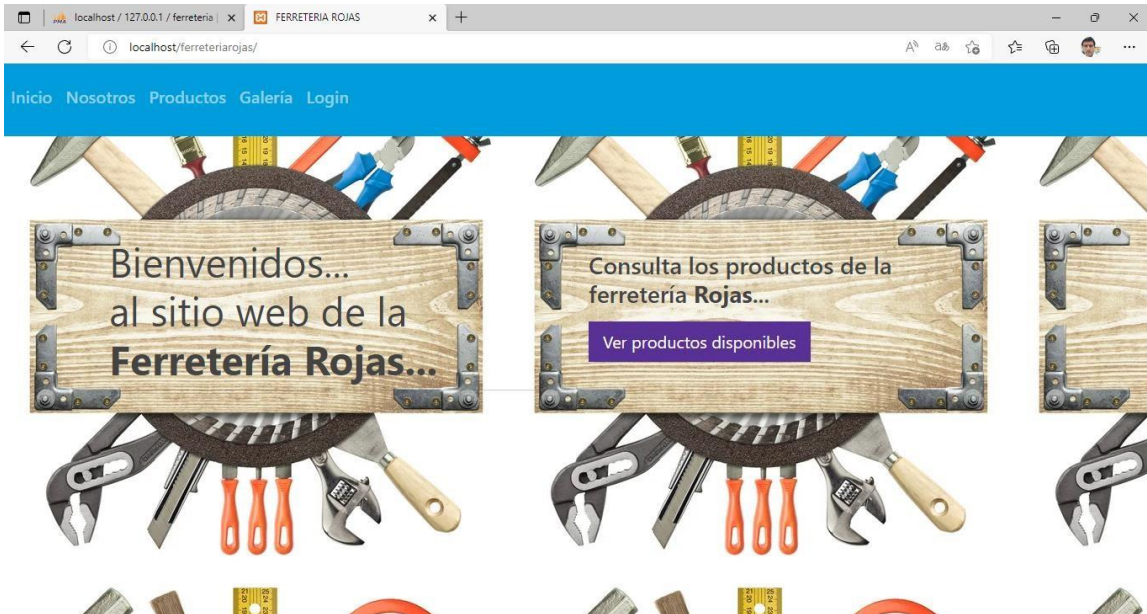 localhost / 127.0.0.1 / ferreteria |
FERRETERIA ROJAS
localhost/ferreteriarojas/
Inicio Nosotros Productos Galería Login
Bienvenidos...
al sitio web de la
Ferretería Rojas...
Consulta los productos de la
ferretería Rojas...
Ver productos disponibles